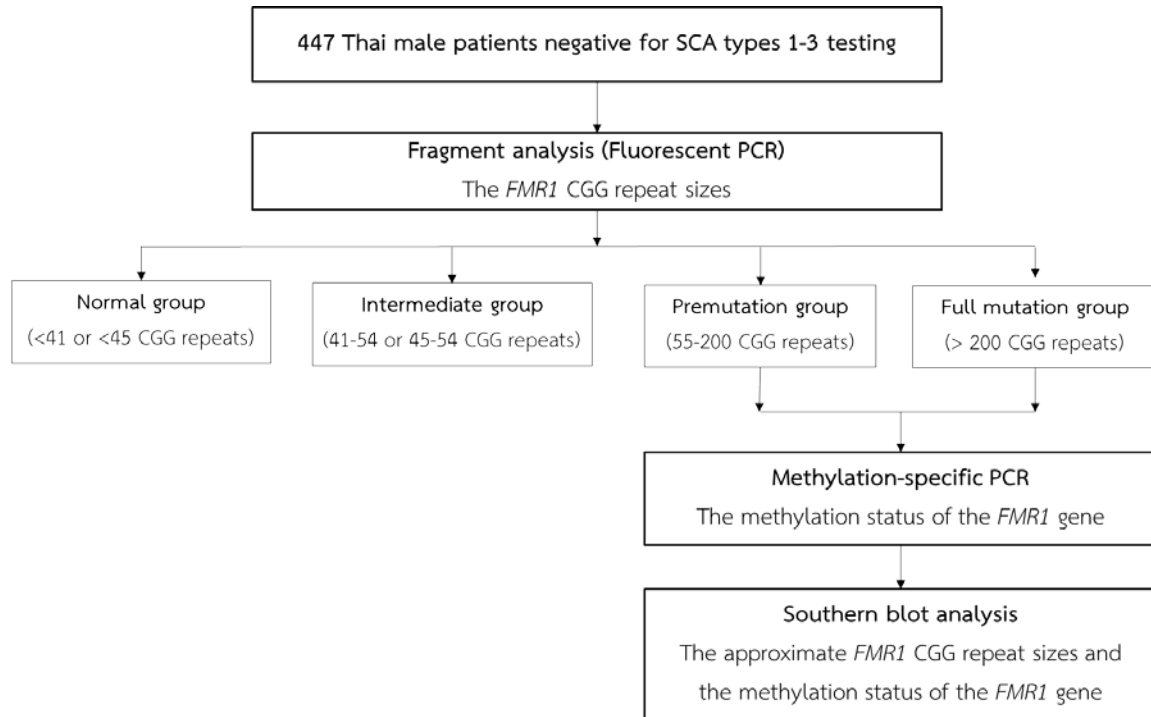 447 Thai male patients negative for SCA types 1-3 testing
Fragment analysis (Fluorescent PCR)
The FMR1 CGG repeat sizes
Normal group
(<41 or <45 CGG repeats)
Intermediate group
(41-54 or 45-54 CGG repeats)
Premutation group
(55-200 CGG repeats)
Full mutation group
(> 200 CGG repeats)
Methylation-specific PCR
The methylation status of the FMR1 gene
Southern blot analysis
The approximate FMR1 CGG repeat sizes and
the methylation status of the FMR1 gene